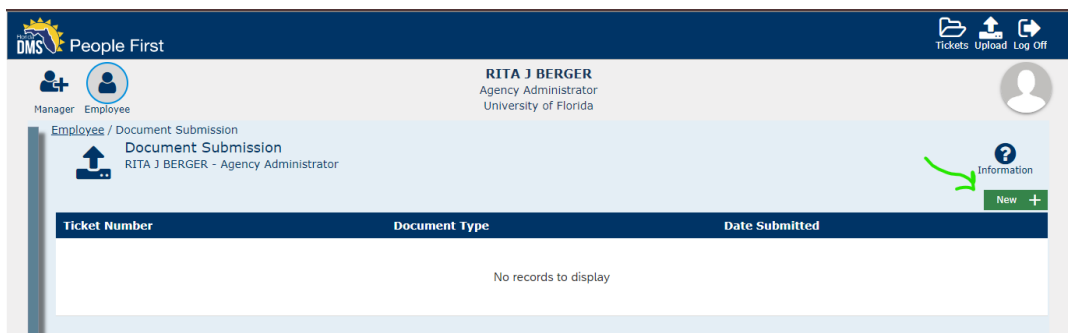 DMS People First
Tickets Upload Log Off
Manager Employee
RITA J BERGER
Agency Administrator
University of Florida
Employee / Document Submission
Document Submission
RITA J BERGER - Agency Administrator
Information
New +
Ticket Number Document Type Date Submitted
No records to display